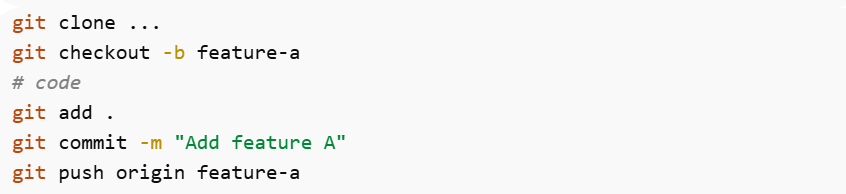 git clone ...
git checkout -b feature-a
# code
git add .
git commit -m "Add feature A"
git push origin feature-a